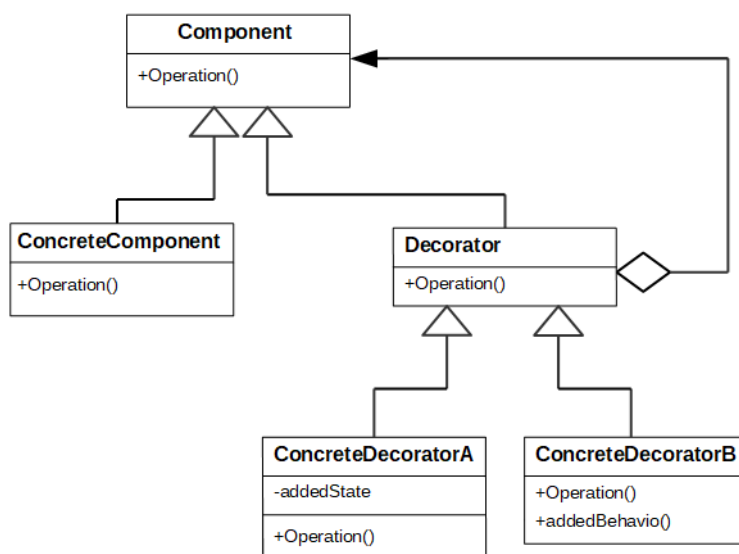 Component
+Operation()
ConcreteComponent
+Operation()
Decorator
+Operation()
ConcreteDecoratorA
-addedState
+Operation()
ConcreteDecoratorB
+Operation()
+addedBehavio()